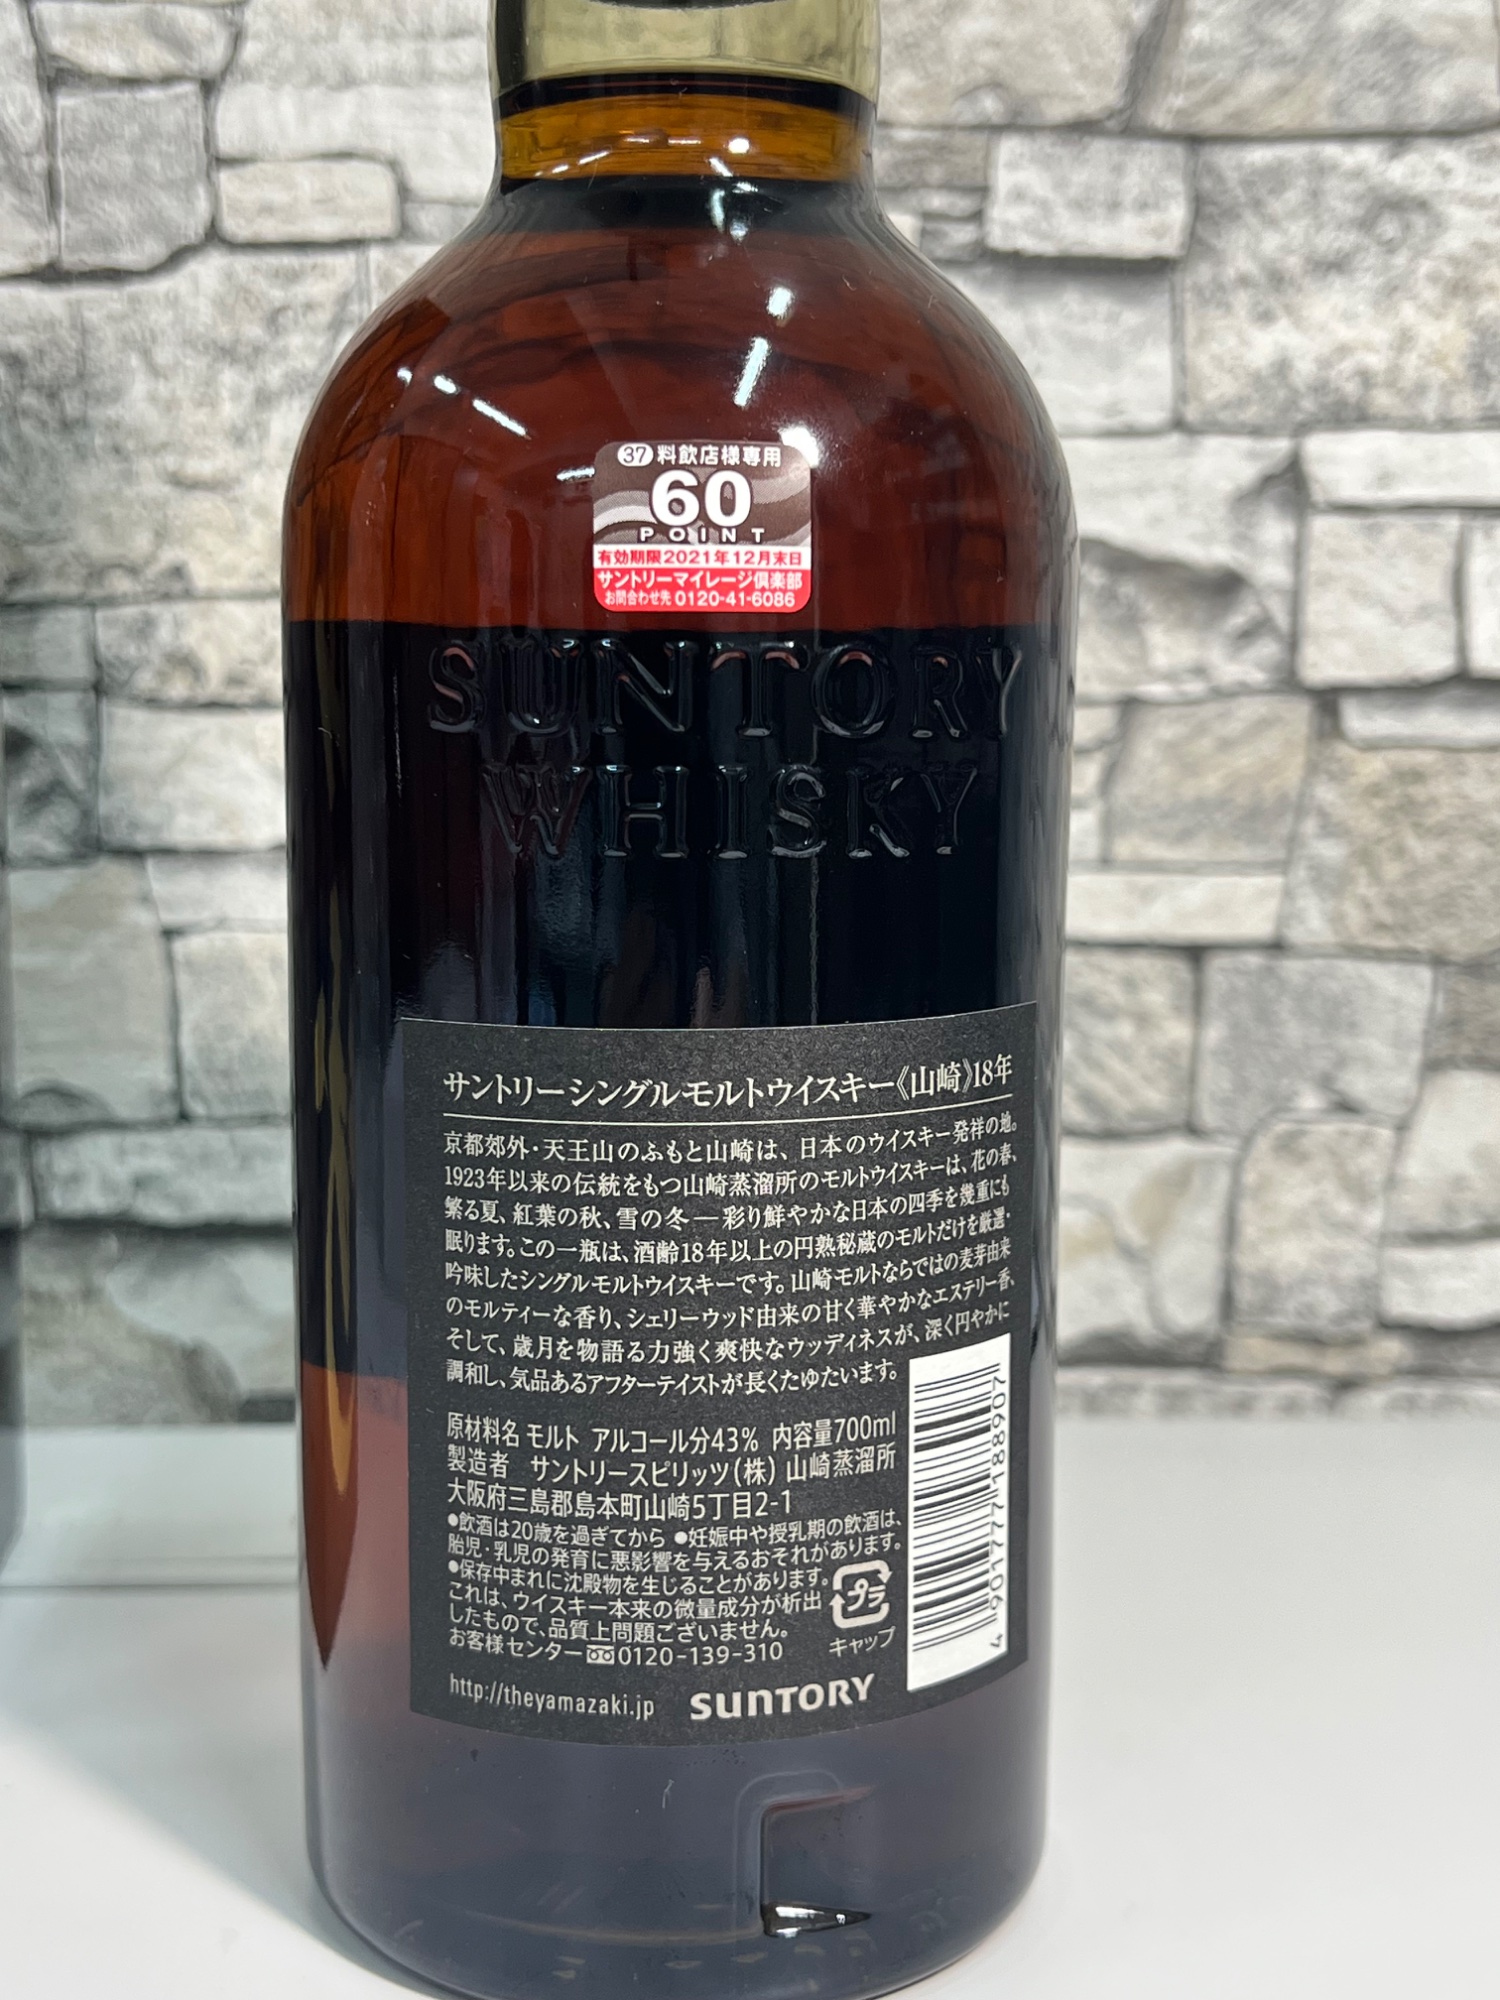 37 料飲店様専用
60
POINT
有効期限2021年12月末日
サントリーマイレージ倶楽部
お問合わせ先 0120-41-6086
SUNTORY
WHISKY
サントリーシングルモルトウイスキー《山崎》18年
京都郊外・天王山のふもと山崎は、日本のウイスキー発祥の地。
1923年以来の伝統をもつ山崎蒸溜所のモルトウイスキーは、花の春、
繁る夏、紅葉の秋、雪の冬―彩り鮮やかな日本の四季を幾重にも
眠ります。この一瓶は、酒齢18年以上の円熟秘蔵のモルトだけを厳選・
吟味したシングルモルトウイスキーです。山崎モルトならではの麦芽由来
のモルティーな香り、シェリーウッド由来の甘く華やかなエステリー香、
そして、歳月を物語る力強く爽快なウッディネスが、深く円やかに
調和し、気品あるアフターテイストが長くたゆたいます。
原材料名 モルト アルコール分43% 内容量700ml
製造者 サントリースピリッツ(株) 山崎蒸溜所
大阪府三島郡島本町山崎5丁目2-1
●飲酒は20歳を過ぎてから ●妊娠中や授乳期の飲酒は、
胎児・乳児の発育に悪影響を与えるおそれがあります。
●保存中まれに沈殿物を生じることがあります。
これは、ウイスキー本来の微量成分が析出
したもので、品質上問題ございません。
お客様センター 0120-139-310
プラ
キャップ
http://theyamazaki.jp SUNTORY
4 901777 188907